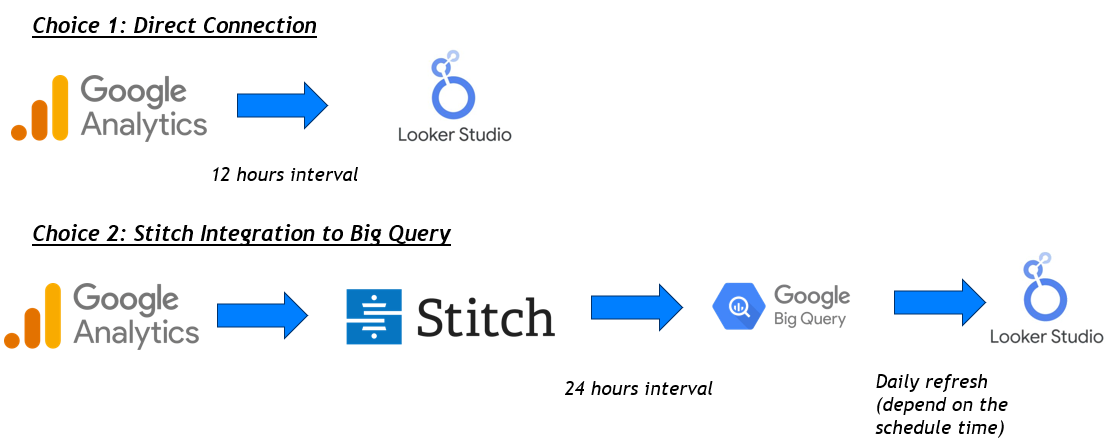 Choice 1: Direct Connection
Google
Analytics
Looker Studio
12 hours interval
Choice 2: Stitch Integration to Big Query
Google
Analytics
Stitch
Google
Big Query
Looker Studio
24 hours interval
Daily refresh
(depend on the
schedule time)